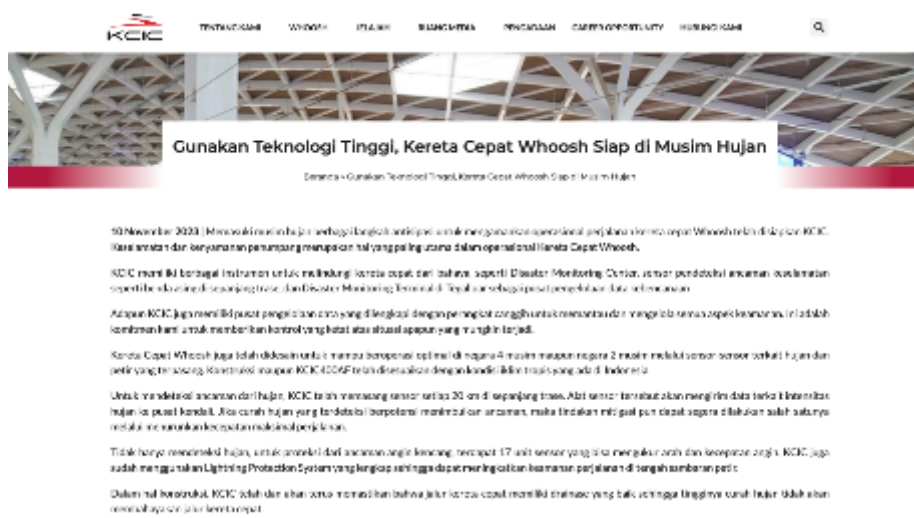 KCIC
TENTANG KAMI WHOOSH JELAJAH RUANG MEDIA PENGADAAN CAREER OPPORTUNITY HUBUNGI KAMI
Gunakan Teknologi Tinggi, Kereta Cepat Whoosh Siap di Musim Hujan
Beranda » Gunakan Teknologi Tinggi, Kereta Cepat Whoosh Siap di Musim Hujan
10 November 2023 | Memasuki musim hujan berbagai langkah antisipasi untuk mengamankan operasional perjalanan kereta cepat Whoosh telah disiapkan KCIC.
Keselamatan dan kenyamanan penumpang merupakan hal yang paling utama dalam operasional Kereta Cepat Whoosh.
KCIC memiliki berbagai instrumen untuk melindungi kereta cepat dari bahaya, seperti Disaster Monitoring Center, sensor pendeteksi ancaman keselamatan
seperti benda asing di sepanjang trase, dan Disaster Monitoring Terminal di Tegalluar sebagai pusat pengelolaan data kebencanaan
Adapun KCIC juga memiliki pusat pengelolaan data yang dilengkapi dengan perangkat canggih untuk memantau dan mengelola semua aspek keamanan. Ini adalah
komitmen kami untuk memberikan kontrol yang ketat atas situasi apapun yang mungkin terjadi.
Kereta Cepat Whoosh juga telah didesain untuk mampu beroperasi optimal di negara 4 musim maupun negara 2 musim melalui sensor-sensor terkait hujan dan
petir yang terpasang. Konstruksi maupun KCIC400AF telah disesuaikan dengan kondisi iklim tropis yang ada di Indonesia
Untuk mendeteksi ancaman dari hujan, KCIC telah memasang sensor setiap 20 km di sepanjang trase. Alat sensor tersebut akan mengirim data terkait intensitas
hujan ke pusat kendali. Jika curah hujan yang terdeteksi berpotensi menimbulkan ancaman, maka tindakan mitigasi pun dapat segera dilakukan salah satunya
melalui menurunkan kecepatan maksimal perjalanan.
Tidak hanya mendeteksi hujan, untuk proteksi dari ancaman angin kencang, terdapat 17 unit sensor yang bisa mengukur arah dan kecepatan angin. KCIC juga
sudah menggunakan Lightning Protection System yang lengkap sehingga dapat meningkatkan keamanan perjalanan di tengah sambaran petir.
Dalam hal konstruksi, KCIC telah dan akan terus memastikan bahwa jalur kereta cepat memiliki drainase yang baik sehingga tingginya curah hujan tidak akan
membahayakan jalur kereta cepat